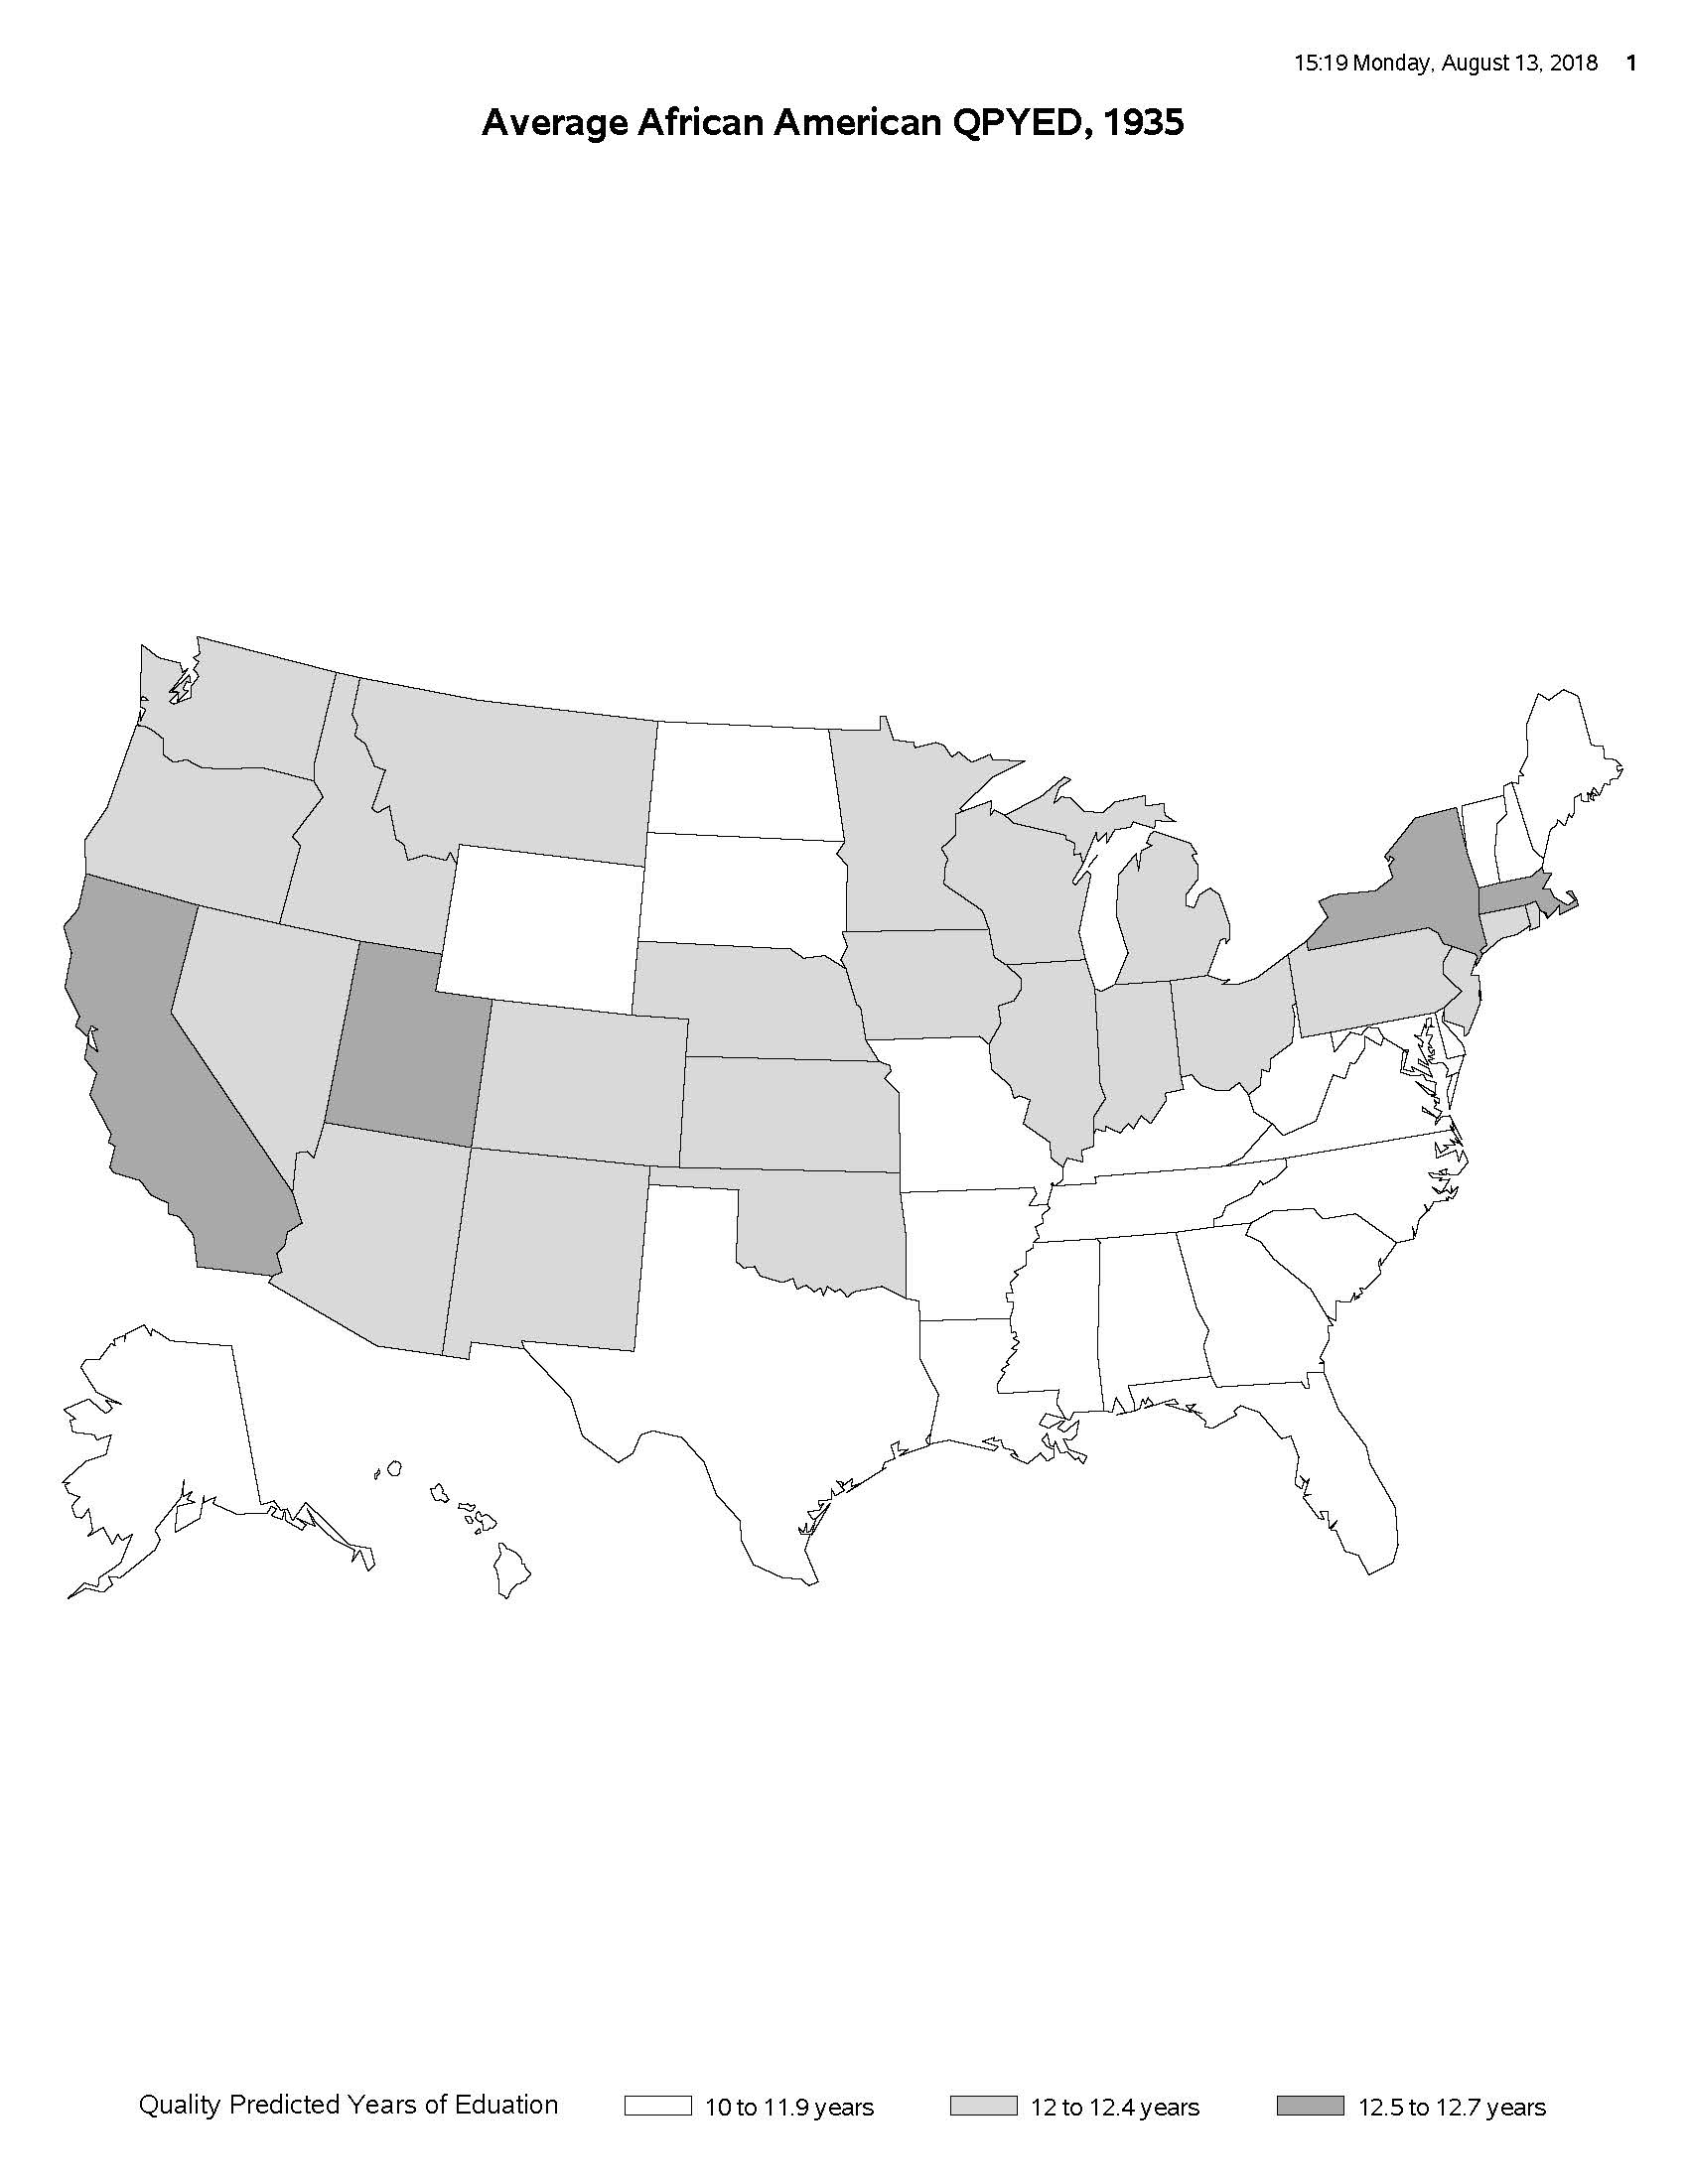 15:19 Monday, August 13, 2018 1
Average African American QPYED, 1935
Quality Predicted Years of Eduation 10 to 11.9 years 12 to 12.4 years 12.5 to 12.7 years